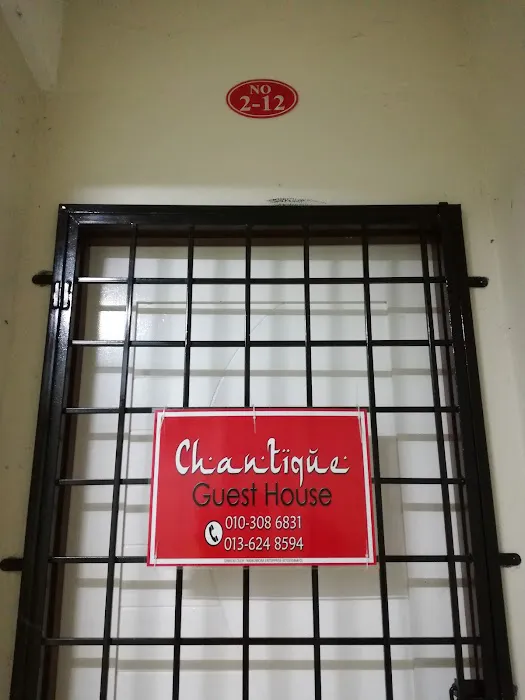 NO
2-12
Chantique
Guest House
010-308 6831
013-624 8594